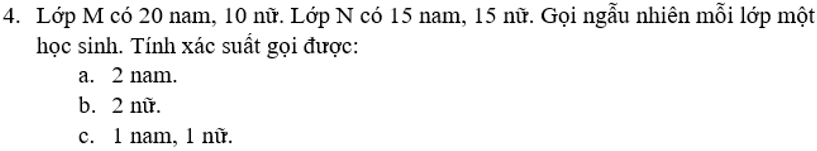 4. Lớp M có 20 nam, 10 nữ. Lớp N có 15 nam, 15 nữ. Gọi ngẫu nhiên mỗi lớp một
học sinh. Tính xác suất gọi được:
a. 2 nam.
b. 2 nữ.
c. 1 nam, 1 nữ.